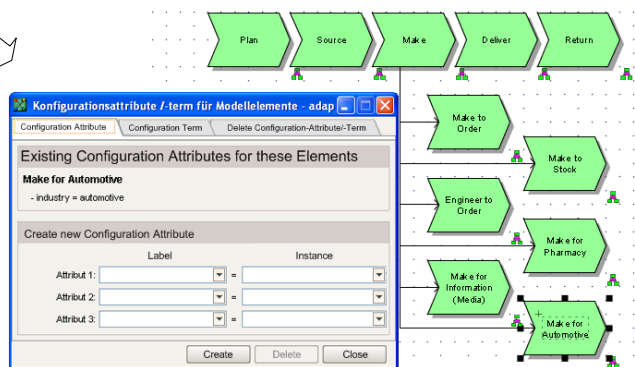 Plan
Source
Make
Deliver
Return
Konfigurationsattribute /-term für Modellelemente - adap
Configuration Attribute
Configuration Term
Delete Configuration-Attribute/-Term
Existing Configuration Attributes for these Elements
Make for Automotive
- industry = automotive
Create new Configuration Attribute
Label
Instance
Attribut 1:
=
Attribut 2:
=
Attribut 3:
=
Create
Delete
Close
Make to
Order
Make to
Stock
Engineer to
Order
Make for
Pharmacy
Make for
Information
(Media)
Make for
Automotive